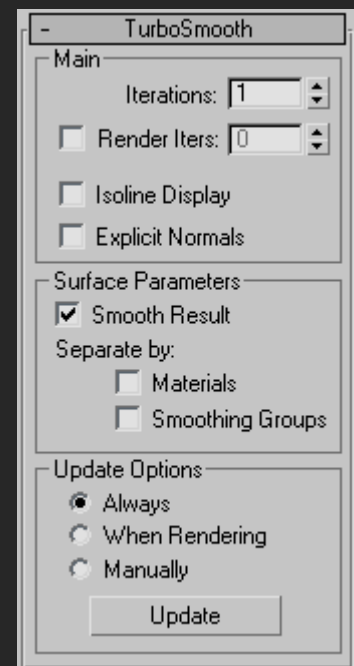 - TurboSmooth
Main
Iterations: 1
Render Iters: 0
Isoline Display
Explicit Normals
Surface Parameters
Smooth Result
Separate by:
Materials
Smoothing Groups
Update Options
Always
When Rendering
Manually
Update